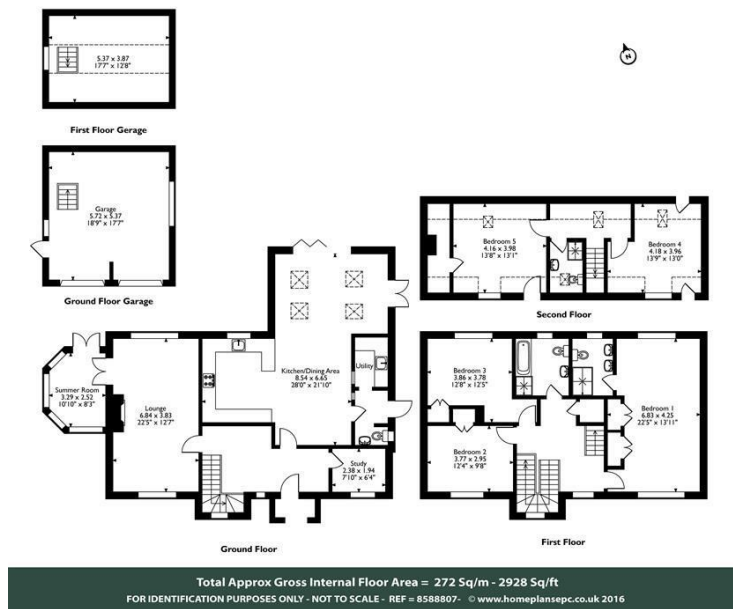 5.37 x 3.87
17'7" x 12'8"
First Floor Gerage
N
Garage
5.72 x 5.37
18'9" x 17'7"
Ground Floor Garage
Bedroom 5
4.16 x 3.98
13'8" x 13'1"
Bedroom 4
4.18 x 3.96
13'9" x 13'0"
Second Floor
Summer Room
3.29 x 2.52
10'10" x 8'3"
Lounge
6.84 x 3.83
22'5" x 12'7"
Kitchen/Dining Area
8.54 x 6.65
28'0" x 21'10"
Utility
Study
2.38 x 1.94
7'10" x 6'4"
Ground Floor
Bedroom 3
3.86 x 3.78
12'8" x 12'5"
Bedroom 1
6.83 x 4.25
22'5" x 13'11"
Bedroom 2
3.77 x 2.95
12'4" x 9'8"
First Floor
Total Approx Gross Internal Floor Area = 272 Sq/m - 2928 Sq/ft
FOR IDENTIFICATION PURPOSES ONLY - NOT TO SCALE - REF = 8588807- © www.homeplansepc.co.uk 2016